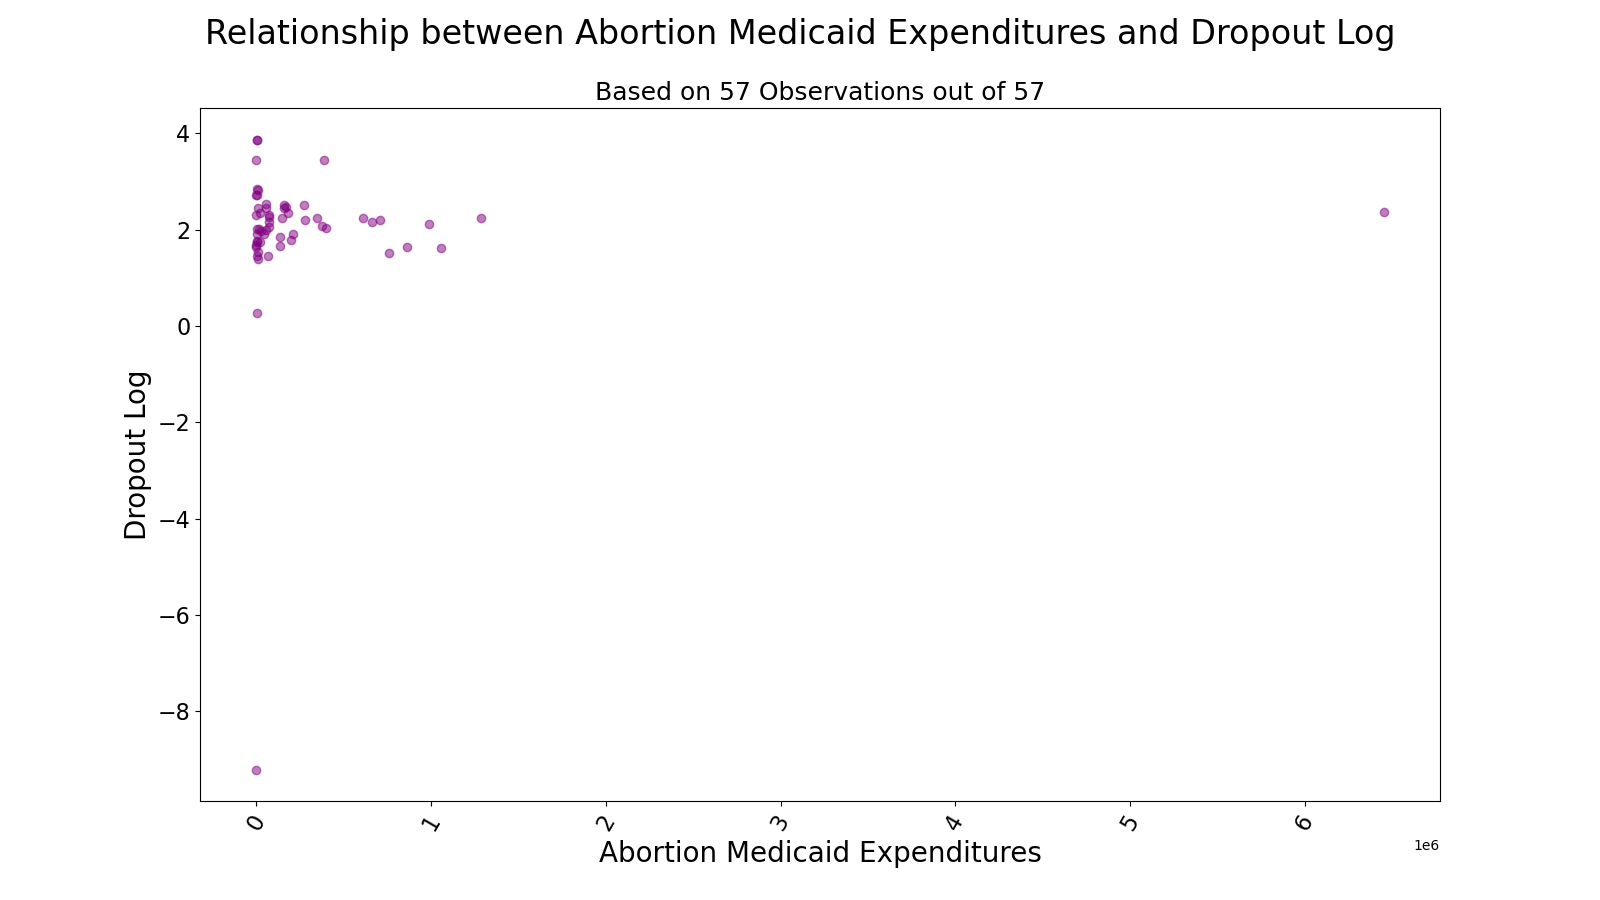 Relationship between Abortion Medicaid Expenditures and Dropout Log
Based on 57 Observations out of 57
4
2
0
−2
−4
−6
−8
Dropout Log
0 1 2 3 4 5 6
1e6
Abortion Medicaid Expenditures